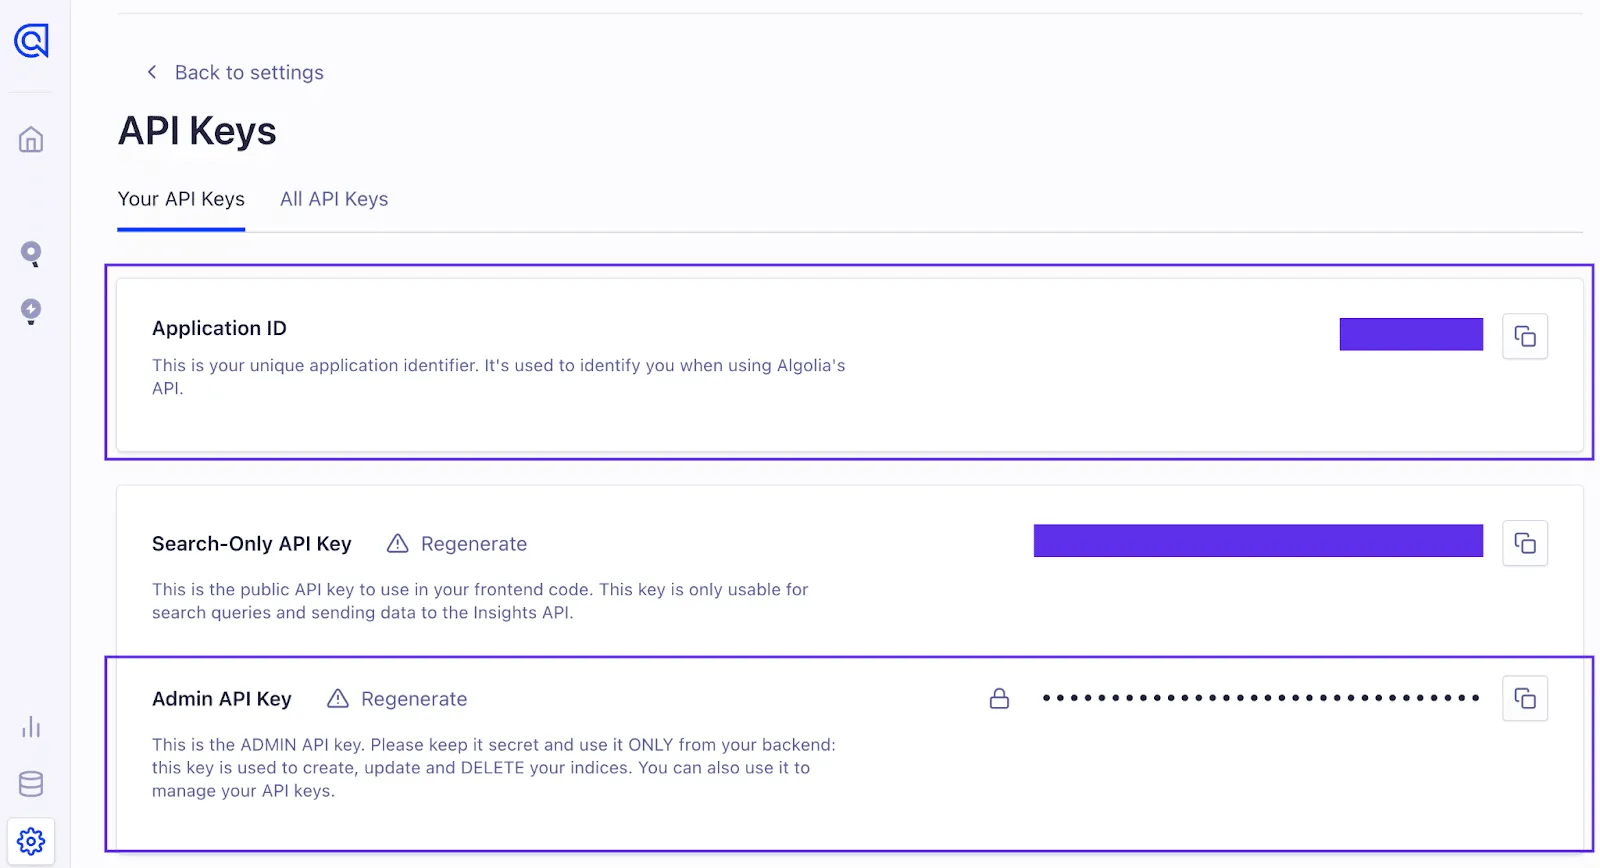 Back to settings
API Keys
Your API Keys
All API Keys
Application ID
This is your unique application identifier. It's used to identify you when using Algolia's
API.
Search-Only API Key
Regenerate
This is the public API key to use in your frontend code. This key is only usable for
search queries and sending data to the Insights API.
Admin API Key
Regenerate
This is the ADMIN API key. Please keep it secret and use it ONLY from your backend:
this key is used to create, update and DELETE your indices. You can also use it to
manage your API keys.